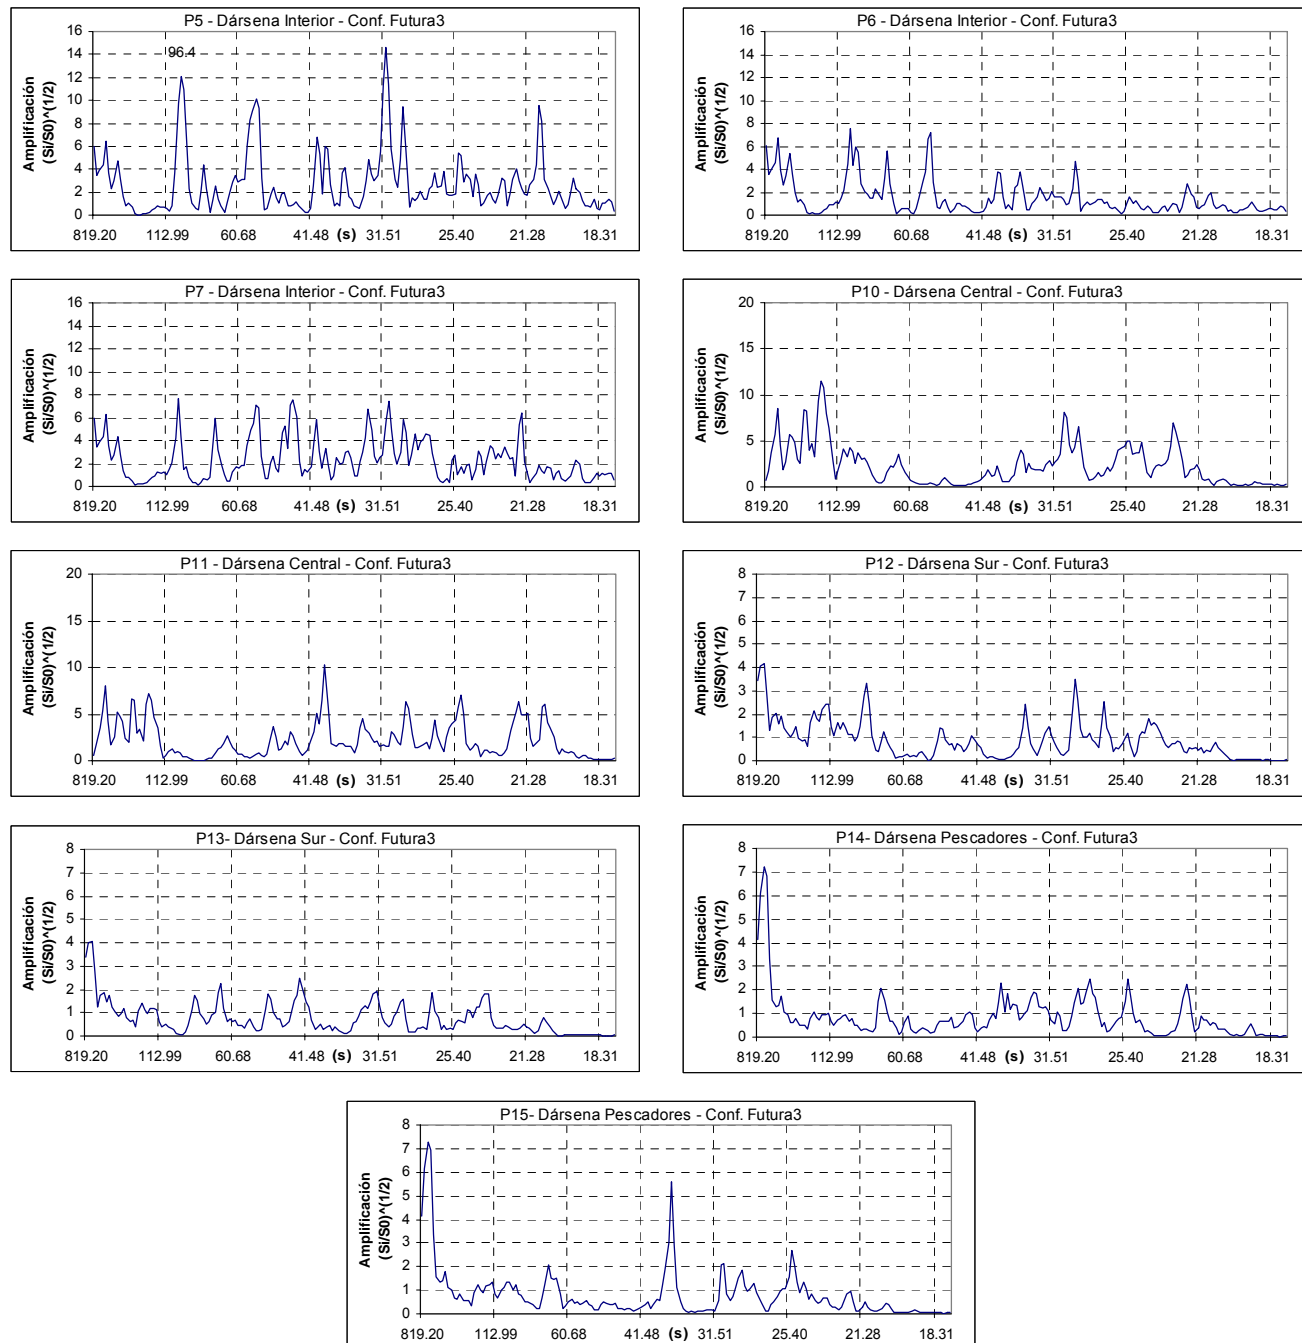 P5 - Dársena Interior - Conf. Futura3
Amplificación
(Si/S0)^(1/2)
16
14
12
10
8
6
4
2
0
96.4
819.20 112.99 60.68 41.48 (s) 31.51 25.40 21.28 18.31
P6 - Dársena Interior - Conf. Futura3
Amplificación
(Si/S0)^(1/2)
16
14
12
10
8
6
4
2
0
819.20 112.99 60.68 41.48 (s) 31.51 25.40 21.28 18.31
P7 - Dársena Interior - Conf. Futura3
Amplificación
(Si/S0)^(1/2)
16
14
12
10
8
6
4
2
0
819.20 112.99 60.68 41.48 (s) 31.51 25.40 21.28 18.31
P10 - Dársena Central - Conf. Futura3
Amplificación
(Si/S0)^(1/2)
20
15
10
5
0
819.20 112.99 60.68 41.48 (s) 31.51 25.40 21.28 18.31
P11 - Dársena Central - Conf. Futura3
Amplificación
(Si/S0)^(1/2)
20
15
10
5
0
819.20 112.99 60.68 41.48 (s) 31.51 25.40 21.28 18.31
P12 - Dársena Sur - Conf. Futura3
Amplificación
(Si/S0)^(1/2)
8
7
6
5
4
3
2
1
0
819.20 112.99 60.68 41.48 (s) 31.51 25.40 21.28 18.31
P13- Dársena Sur - Conf. Futura3
Amplificación
(Si/S0)^(1/2)
8
7
6
5
4
3
2
1
0
819.20 112.99 60.68 41.48 (s) 31.51 25.40 21.28 18.31
P14- Dársena Pescadores - Conf. Futura3
Amplificación
(Si/S0)^(1/2)
8
7
6
5
4
3
2
1
0
819.20 112.99 60.68 41.48 (s) 31.51 25.40 21.28 18.31
P15- Dársena Pescadores - Conf. Futura3
Amplificación
(Si/S0)^(1/2)
8
7
6
5
4
3
2
1
0
819.20 112.99 60.68 41.48 (s) 31.51 25.40 21.28 18.31